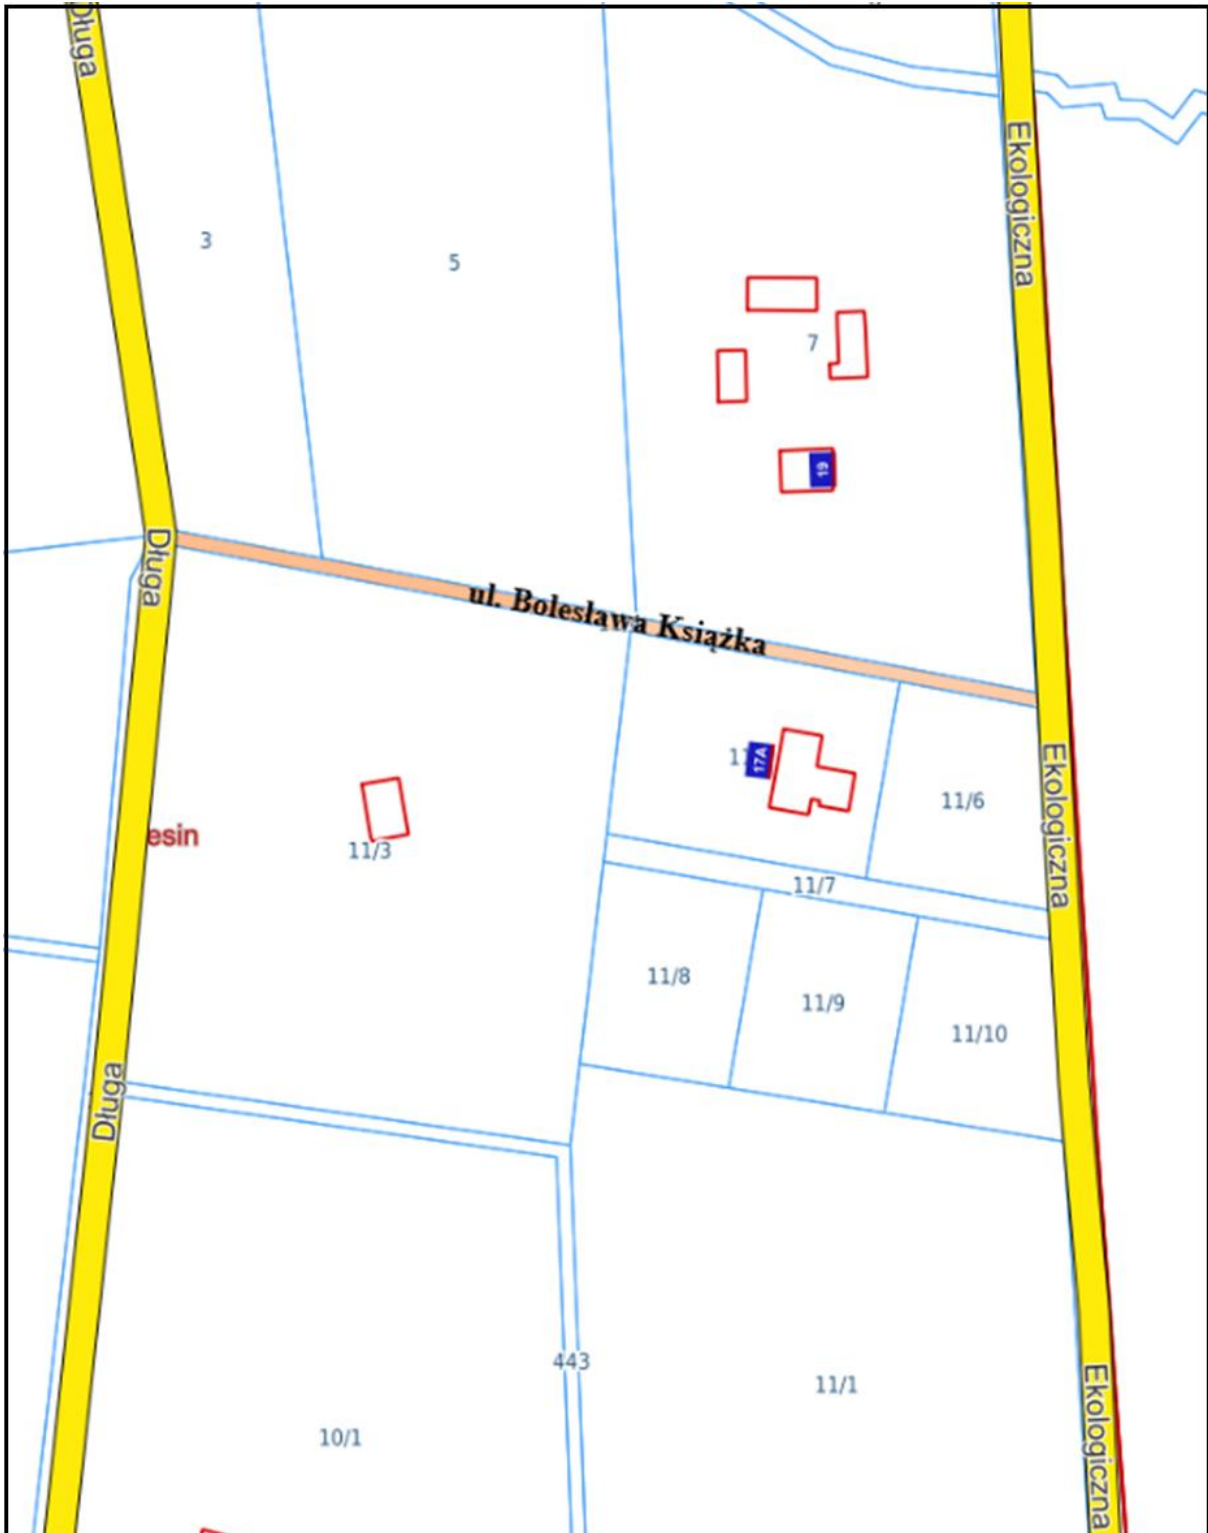 Długa
Ekologiczna
3
5
7
19
Długa
ul. Bolesława Książka
17A
11/6
Ekologiczna
esin
11/3
11/7
11/8
11/9
11/10
Długa
443
11/1
Ekologiczna
10/1